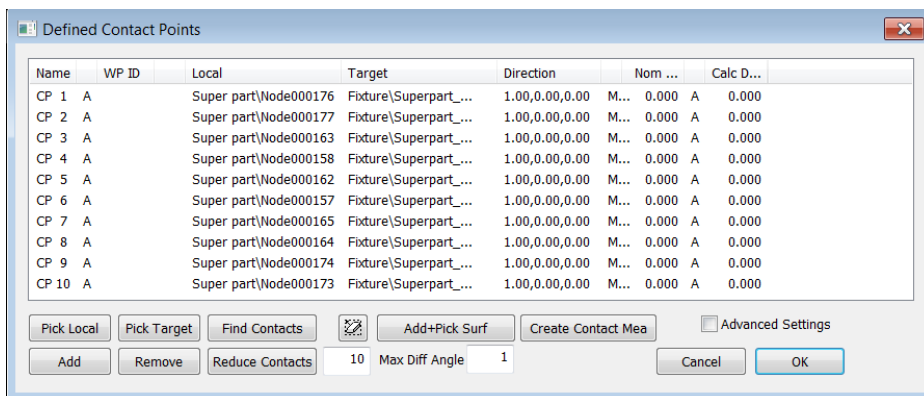 Defined Contact Points
Name WP ID Local Target Direction Nom ... Calc D...
CP 1 A Super part\Node000176 Fixture\Superpart_... 1.00,0.00,0.00 M... 0.000 A 0.000
CP 2 A Super part\Node000177 Fixture\Superpart_... 1.00,0.00,0.00 M... 0.000 A 0.000
CP 3 A Super part\Node000163 Fixture\Superpart_... 1.00,0.00,0.00 M... 0.000 A 0.000
CP 4 A Super part\Node000158 Fixture\Superpart_... 1.00,0.00,0.00 M... 0.000 A 0.000
CP 5 A Super part\Node000162 Fixture\Superpart_... 1.00,0.00,0.00 M... 0.000 A 0.000
CP 6 A Super part\Node000157 Fixture\Superpart_... 1.00,0.00,0.00 M... 0.000 A 0.000
CP 7 A Super part\Node000165 Fixture\Superpart_... 1.00,0.00,0.00 M... 0.000 A 0.000
CP 8 A Super part\Node000164 Fixture\Superpart_... 1.00,0.00,0.00 M... 0.000 A 0.000
CP 9 A Super part\Node000174 Fixture\Superpart_... 1.00,0.00,0.00 M... 0.000 A 0.000
CP 10 A Super part\Node000173 Fixture\Superpart_... 1.00,0.00,0.00 M... 0.000 A 0.000
Pick Local Pick Target Find Contacts Add+Pick Surf Create Contact Mea Advanced Settings
Add Remove Reduce Contacts 10 Max Diff Angle 1 Cancel OK